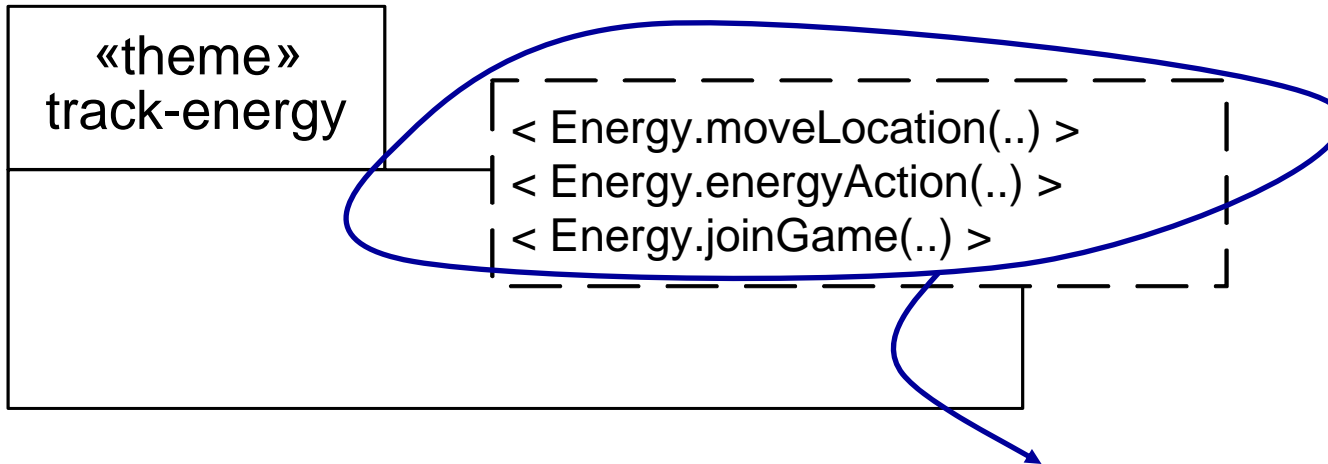 «theme»
track-energy
< Energy.moveLocation(..) >
< Energy.energyAction(..) >
< Energy.joinGame(..) >